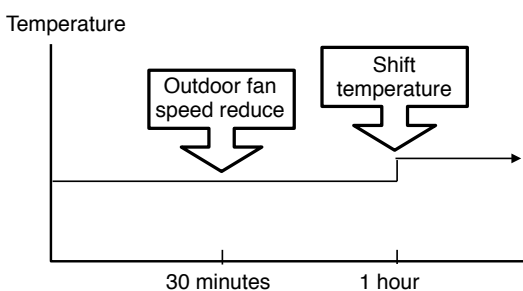 Temperature
Outdoor fan
speed reduce
Shift
temperature
30 minutes
1 hour